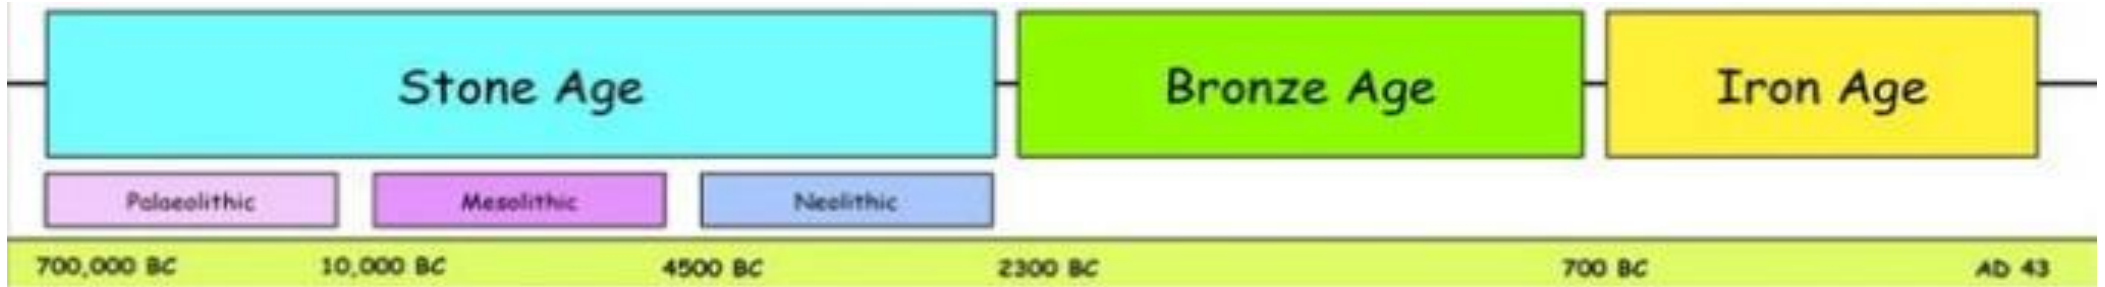 Stone Age Bronze Age Iron Age
Palaeolithic Mesolithic Neolithic
700,000 BC 10,000 BC 4500 BC 2300 BC 700 BC AD 43